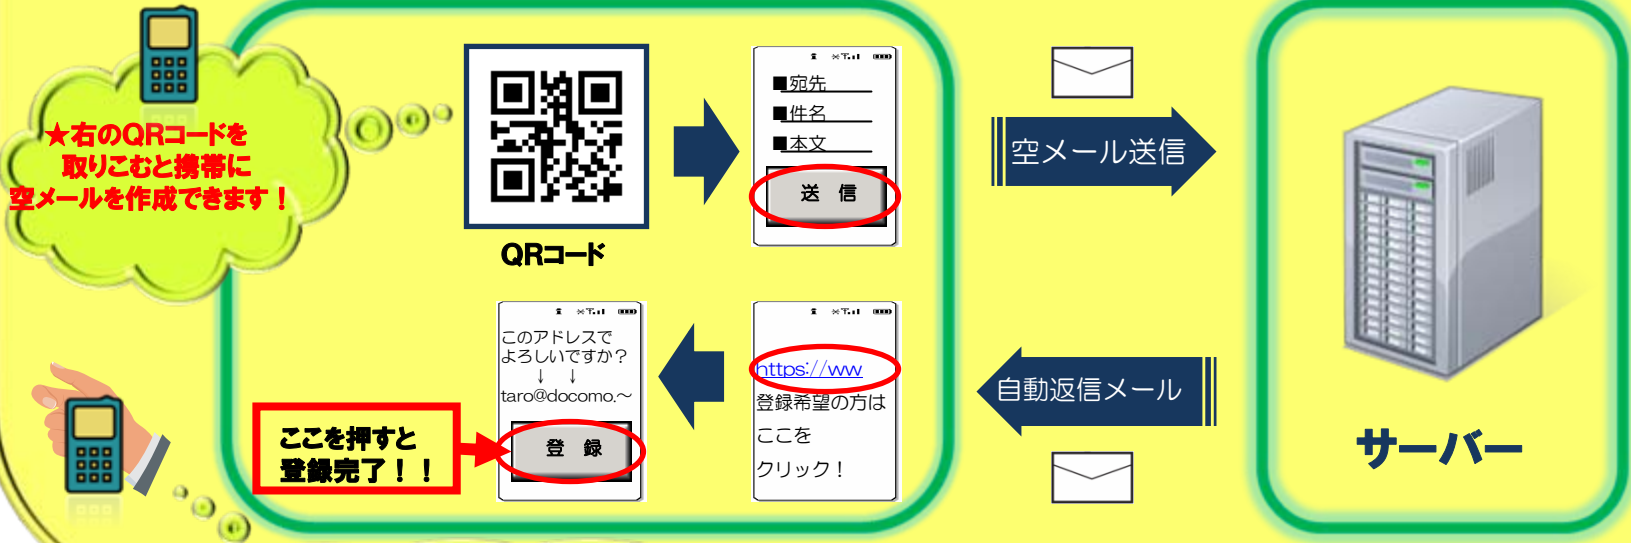 ★右のQRコードを
取りこむと携帯に
空メールを作成できます！
QRコード
■宛先
■件名
■本文
送　信
空メール送信
サーバー
自動返信メール
https://ww
登録希望の方は
ここを
クリック！
このアドレスで
よろしいですか？
↓　↓
taro@docomo.～
登　録
ここを押すと
登録完了！！